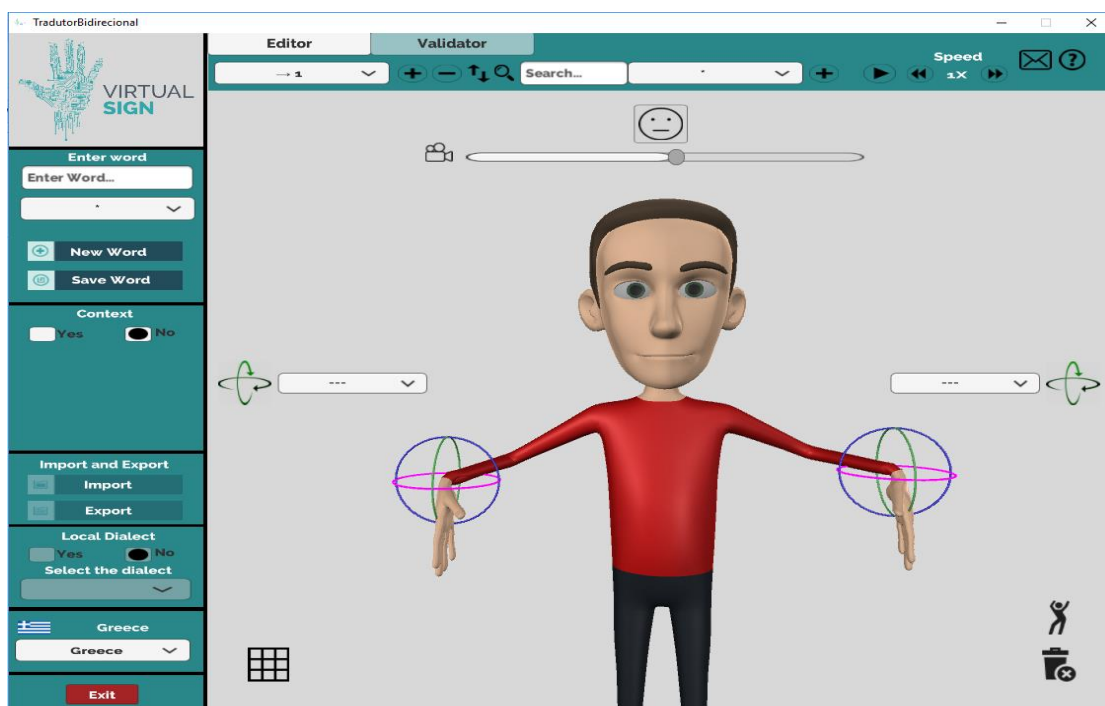 TradutorBidirecional
VIRTUAL
SIGN
Editor
Validator
→ 1
Search...
*
Speed
1X
?
Enter word
Enter Word...
*
New Word
Save Word
Context
Yes
No
---
---
Import and Export
Import
Export
Local Dialect
Yes
No
Select the dialect
Greece
Greece
Exit